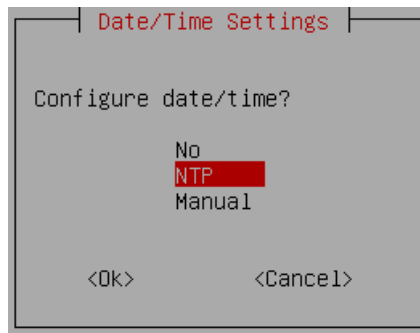 Date/Time Settings
Configure date/time?
No
NTP
Manual
<Ok> <Cancel>